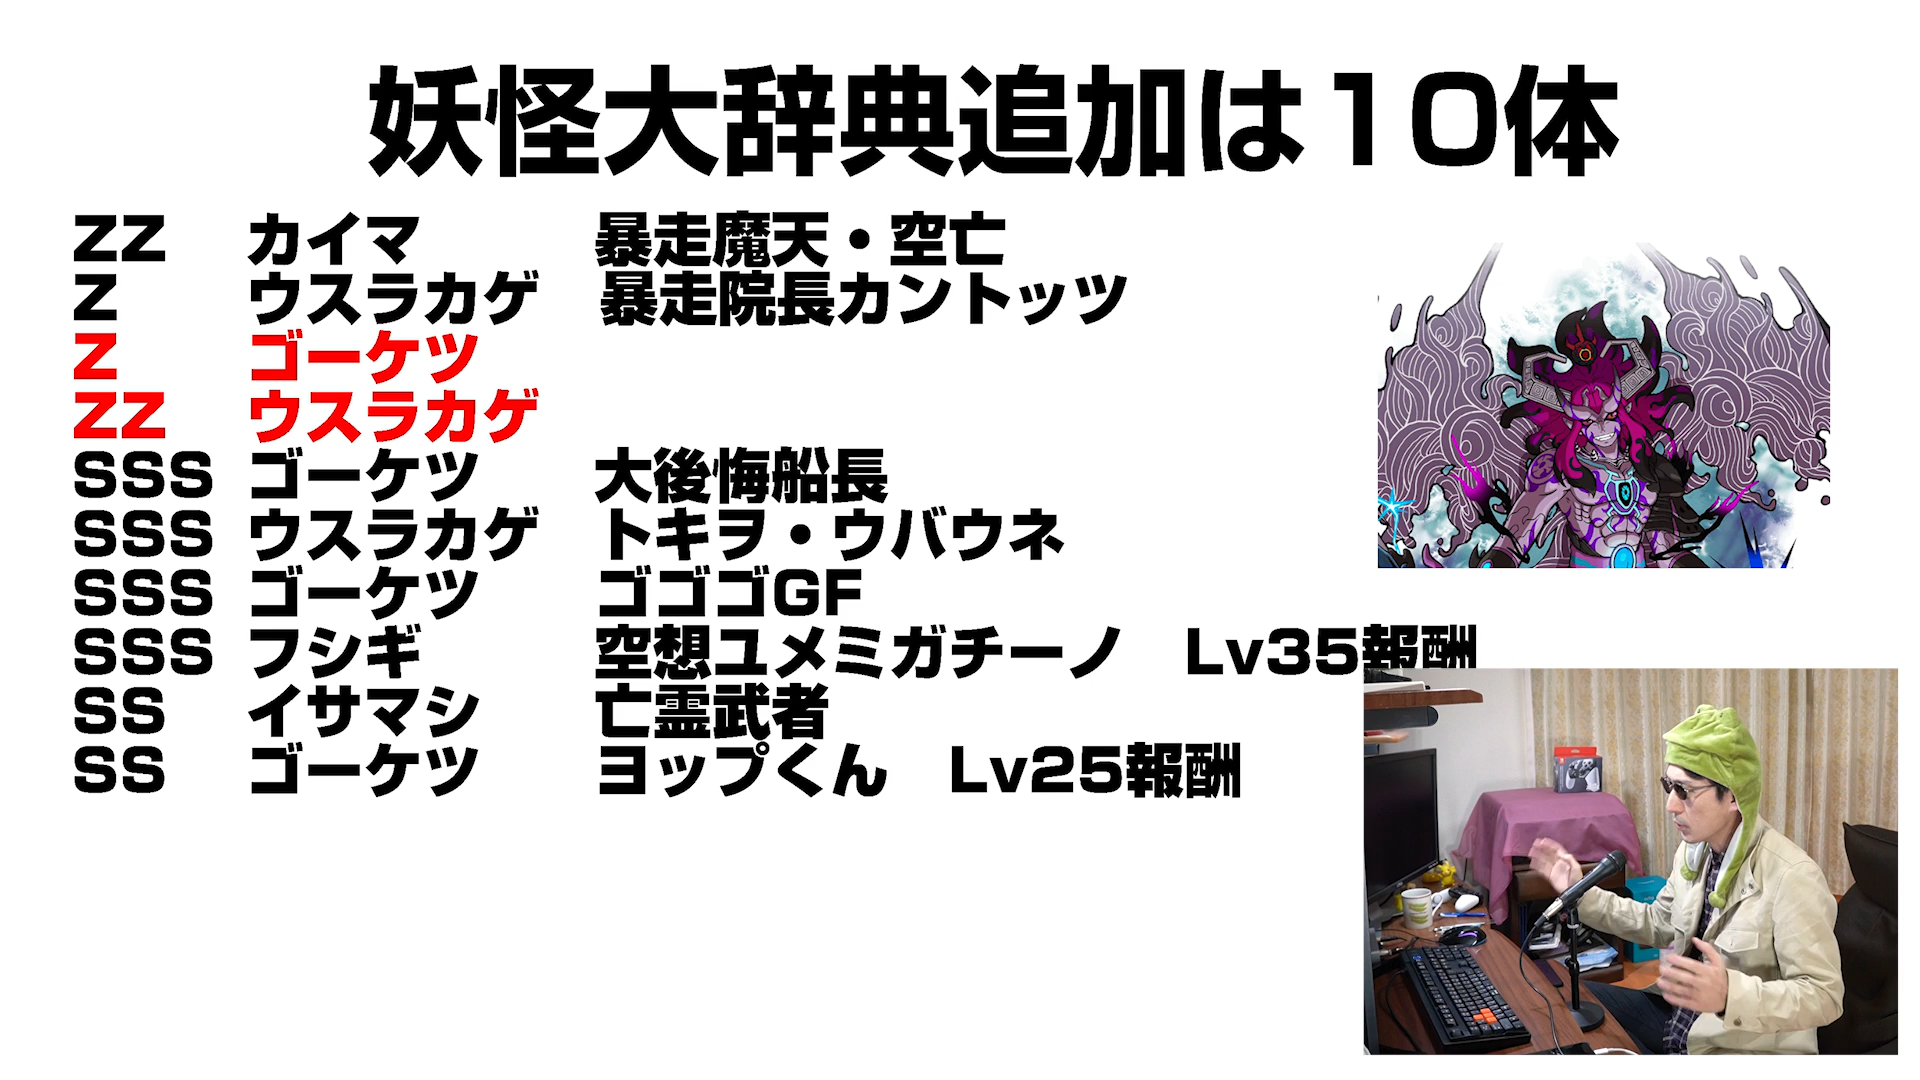 妖怪大辞典追加は10体
ZZ カイマ 暴走魔天・空亡
Z ウスラカゲ 暴走院長カントッツ
Z ゴーケツ
ZZ ウスラカゲ
SSS ゴーケツ 大後悔船長
SSS ウスラカゲ トキヲ・ウバウネ
SSS ゴーケツ ゴゴゴGF
SSS フシギ 空想ユメミガチーノ Lv35報酬
SS イサマシ 亡霊武者
SS ゴーケツ ヨップくん Lv25報酬